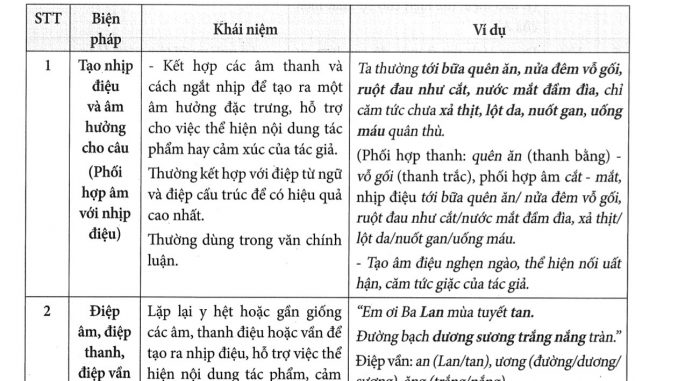 STT
Biện
pháp
Khái niệm
Ví dụ
1
Tạo nhịp
điệu
và âm
hưởng
cho câu
(Phối
hợp âm
với nhịp
điệu)
- Kết hợp các âm thanh và
cách ngắt nhịp để tạo ra một
âm hưởng đặc trưng, hỗ trợ
cho việc thể hiện nội dung tác
phẩm hay cảm xúc của tác giả.
Thường kết hợp với điệp từ ngữ
và điệp cấu trúc để có hiệu quả
cao nhất.
Thường dùng trong văn chính
luận.
Ta thường tới bữa quên ăn, nửa đêm vỗ gối,
ruột đau như cắt, nước mắt đầm đìa, chỉ
căm tức chưa xả thịt, lột da, nuốt gan, uống
máu quân thù.
(Phối hợp thanh: quên ăn (thanh bằng) -
vỗ gối (thanh trắc), phối hợp âm cắt - mắt,
nhịp điệu tới bữa quên ăn/ nửa đêm vỗ gối,
ruột đau như cắt/nước mắt đầm đìa, xả thịt/
lột da/nuốt gan/uống máu.
- Tạo âm điệu nghẹn ngào, thể hiện nối uất
hận, căm tức giặc của tác giả.
2
Điệp
âm, điệp
thanh,
điệp vần
Lặp lại y hệt hoặc gần giống
các âm, thanh điệu hoặc vần để
tạo ra nhịp điệu, hỗ trợ việc thể
hiện nội dung tác phẩm, cảm
"Em ơi Ba Lan mùa tuyết tan.
Đường bạch dương sương trắng nắng tràn."
Điệp vần: an (Lan/tan), ương (đường/dương/
sương), ăng (trắng/nắng)